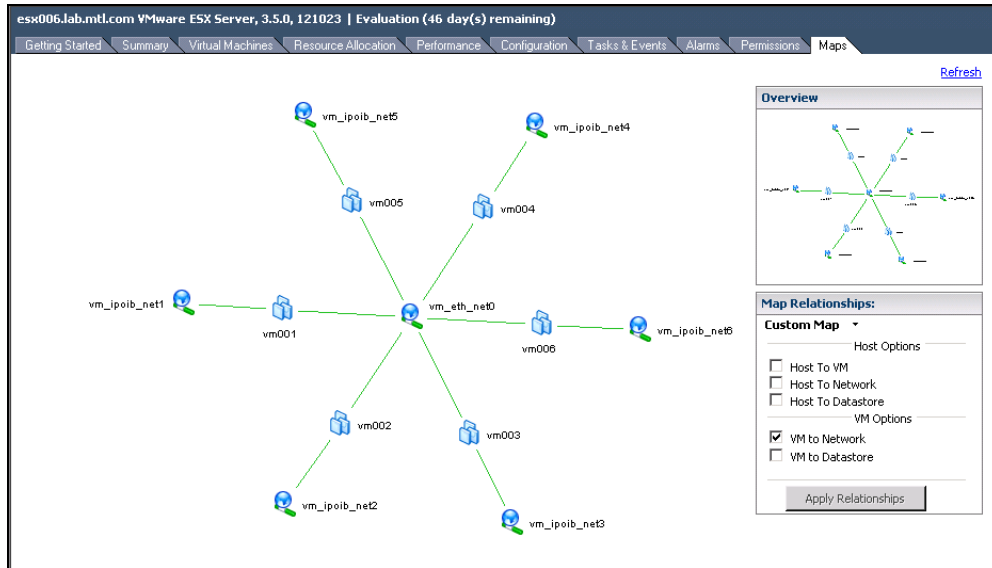 esx006.lab.mtl.com VMware ESX Server, 3.5.0, 121023 | Evaluation (46 day(s) remaining)
Getting Started Summary Virtual Machines Resource Allocation Performance Configuration Tasks & Events Alarms Permissions Maps
Refresh
vm_ipoib_net5
vm_ipoib_net4
vm005
vm004
vm_ipoib_net1
vm001
vm_eth_net0
vm006
vm_ipoib_net6
vm002
vm003
vm_ipoib_net2
vm_ipoib_net3
Overview
Map Relationships:
Custom Map
Host Options
Host To VM
Host To Network
Host To Datastore
VM Options
VM to Network
VM to Datastore
Apply Relationships